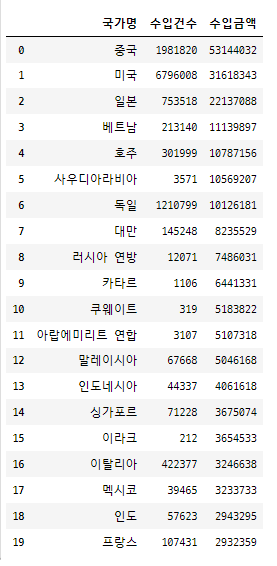 국가명 수입건수 수입금액
0 중국 1981820 53144032
1 미국 6796008 31618343
2 일본 753518 22137088
3 베트남 213140 11139897
4 호주 301999 10787156
5 사우디아라비아 3571 10569207
6 독일 1210799 10126181
7 대만 145248 8235529
8 러시아 연방 12071 7486031
9 카타르 1106 6441331
10 쿠웨이트 319 5183822
11 아랍에미리트 연합 3107 5107318
12 말레이시아 67668 5046168
13 인도네시아 44337 4061618
14 싱가포르 71228 3675074
15 이라크 212 3654533
16 이탈리아 422377 3246638
17 멕시코 39465 3233733
18 인도 57623 2943295
19 프랑스 107431 2932359